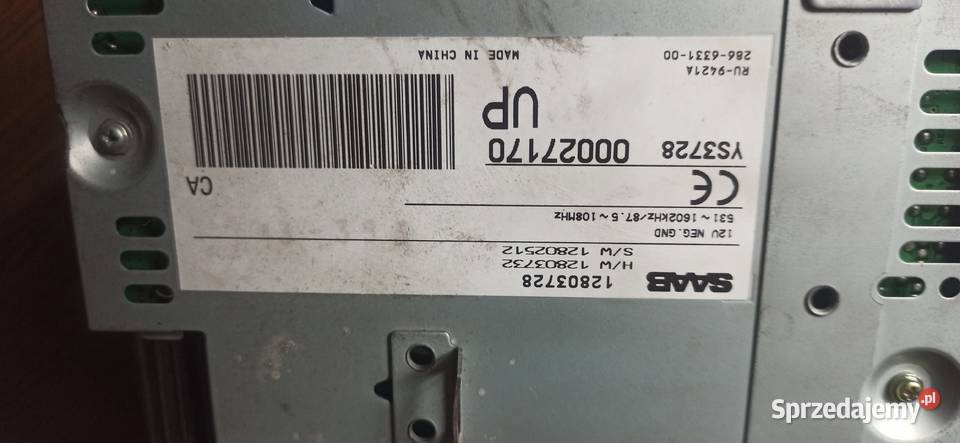 SAAB 12803728
H/W 12803732
S/W 12802512
12V NEG.GND
531~1602kHz/87.5~108MHz
CE CA
YS3728 00027170
UP
RU-9421A
286-6331-00 MADE IN CHINA
Sprzedajemy.pl